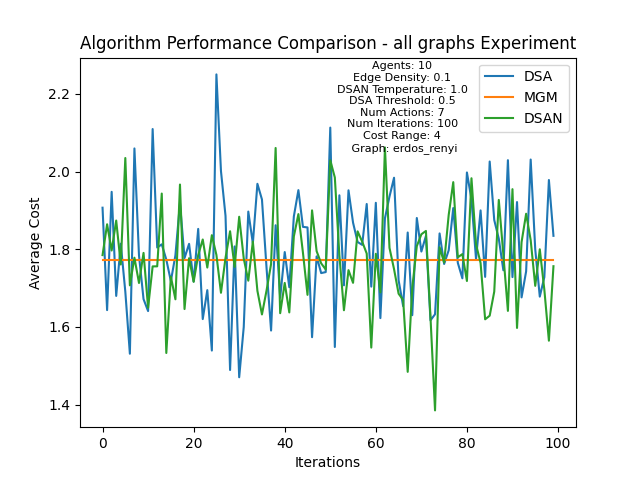 Algorithm Performance Comparison - all graphs Experiment
Agents: 10
Edge Density: 0.1
DSAN Temperature: 1.0
DSA Threshold: 0.5
Num Actions: 7
Num Iterations: 100
Cost Range: 4
Graph: erdos_renyi
DSA
MGM
DSAN
Average Cost
2.2
2.0
1.8
1.6
1.4
0
20
40
60
80
100
Iterations